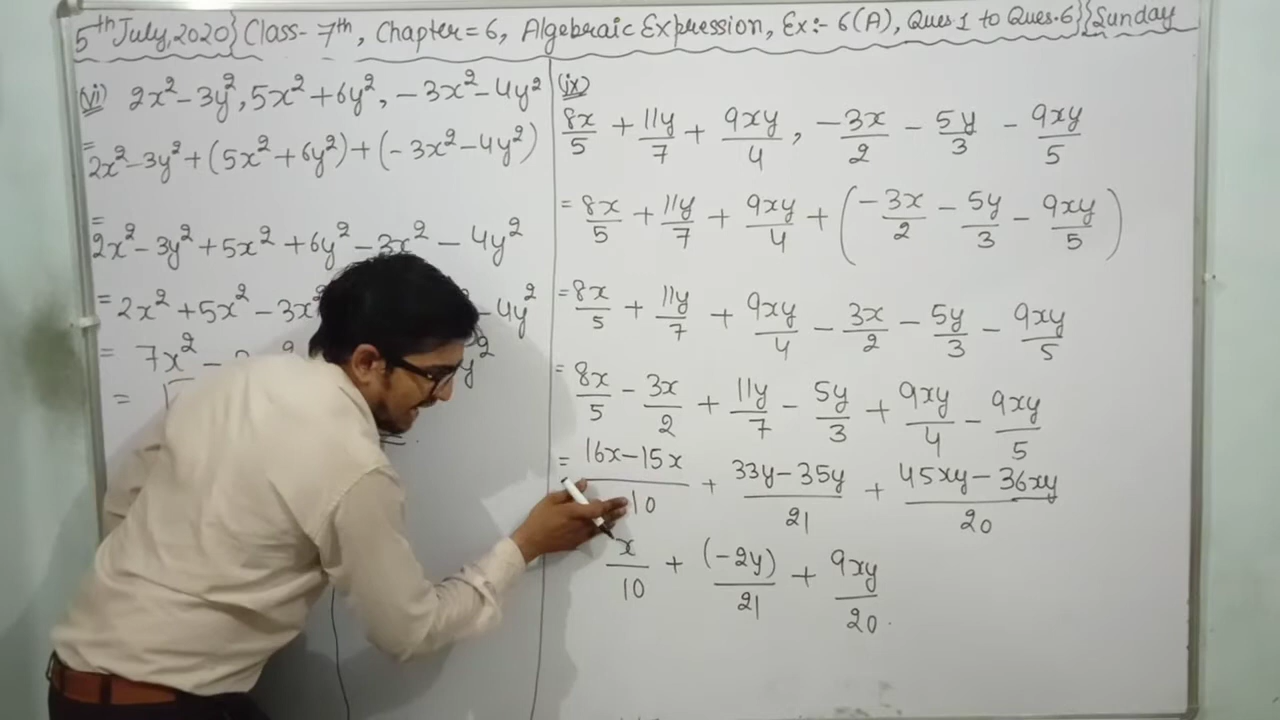 5th July, 2020} Class- 7th, Chapter = 6, Algebraic Expression, Ex:- 6(A), Ques.1 to Ques.6}} Sunday
(vi) 2x² - 3y², 5x² + 6y², - 3x² - 4y²
= 2x² - 3y² + (5x² + 6y²) + (- 3x² - 4y²)
= 2x² - 3y² + 5x² + 6y² - 3x² - 4y²
= 2x² + 5x² - 3x² - 4y²
= 7x² - y²
=
(ix)
8x/5 + 11y/7 + 9xy/4, -3x/2 - 5y/3 - 9xy/5
= 8x/5 + 11y/7 + 9xy/4 + (-3x/2 - 5y/3 - 9xy/5)
= 8x/5 + 11y/7 + 9xy/4 - 3x/2 - 5y/3 - 9xy/5
= 8x/5 - 3x/2 + 11y/7 - 5y/3 + 9xy/4 - 9xy/5
= 16x-15x/10 + 33y-35y/21 + 45xy-36xy/20
x/10 + (-2y)/21 + 9xy/20.